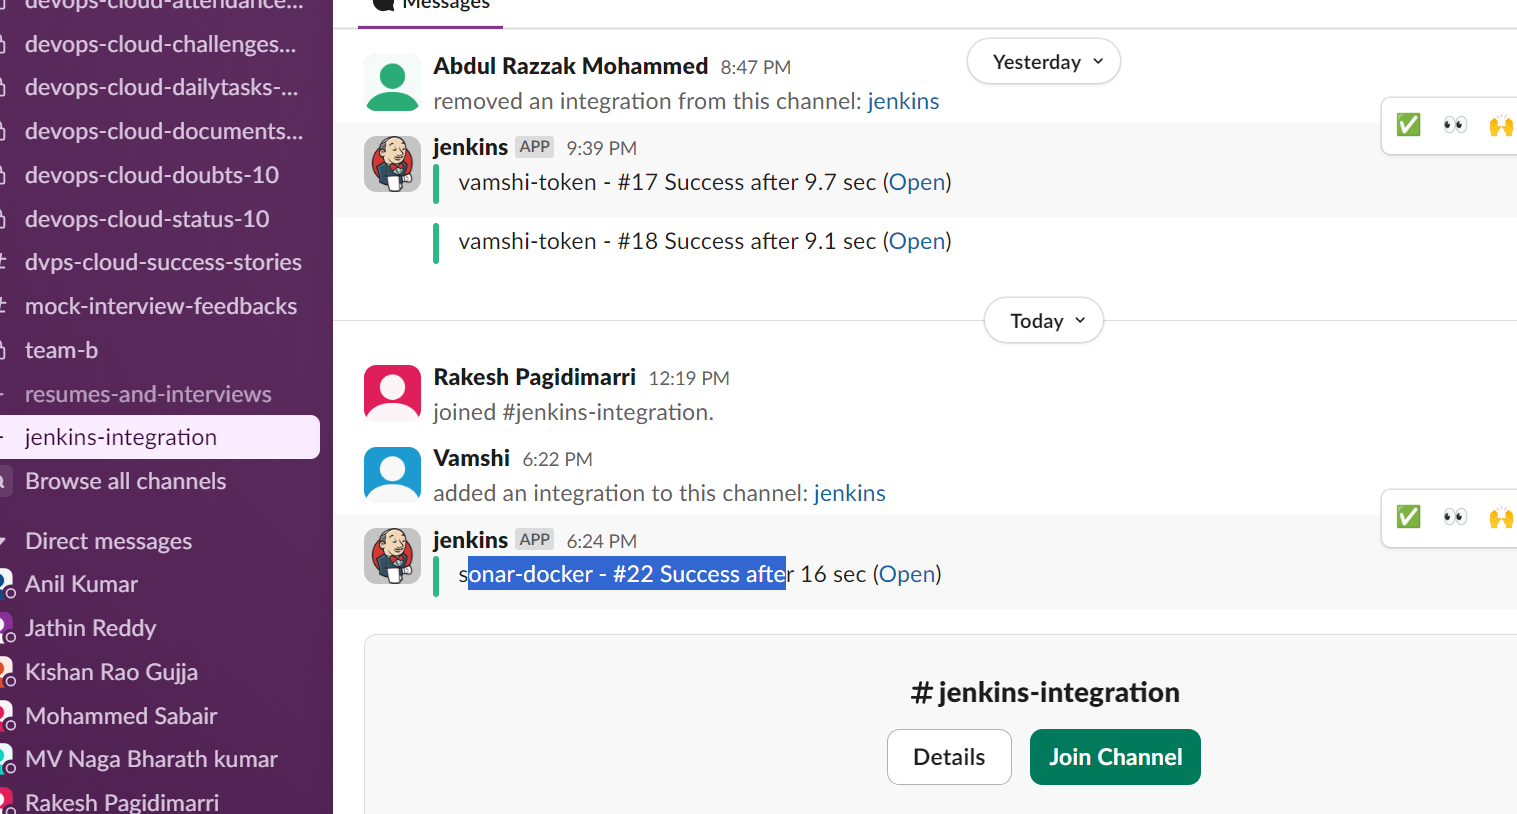 devops-cloud-attendance...
devops-cloud-challenges...
devops-cloud-dailytasks-...
devops-cloud-documents...
devops-cloud-doubts-10
devops-cloud-status-10
dvps-cloud-success-stories
mock-interview-feedbacks
team-b
resumes-and-interviews
jenkins-integration
Browse all channels
Direct messages
Anil Kumar
Jathin Reddy
Kishan Rao Gujja
Mohammed Sabair
MV Naga Bharath kumar
Rakesh Pagidimarri
Messages
Yesterday
Abdul Razzak Mohammed 8:47 PM
removed an integration from this channel: jenkins
jenkins APP 9:39 PM
vamshi-token - #17 Success after 9.7 sec (Open)
vamshi-token - #18 Success after 9.1 sec (Open)
Today
Rakesh Pagidimarri 12:19 PM
joined #jenkins-integration.
Vamshi 6:22 PM
added an integration to this channel: jenkins
jenkins APP 6:24 PM
sonar-docker - #22 Success after 16 sec (Open)
# jenkins-integration
Details
Join Channel